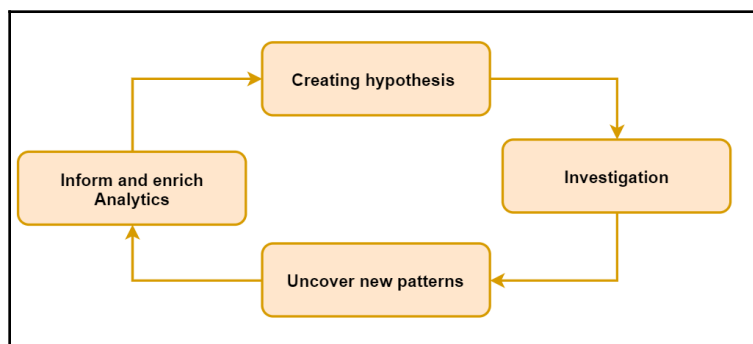 Creating hypothesis
Investigation
Inform and enrich
Analytics
Uncover new patterns